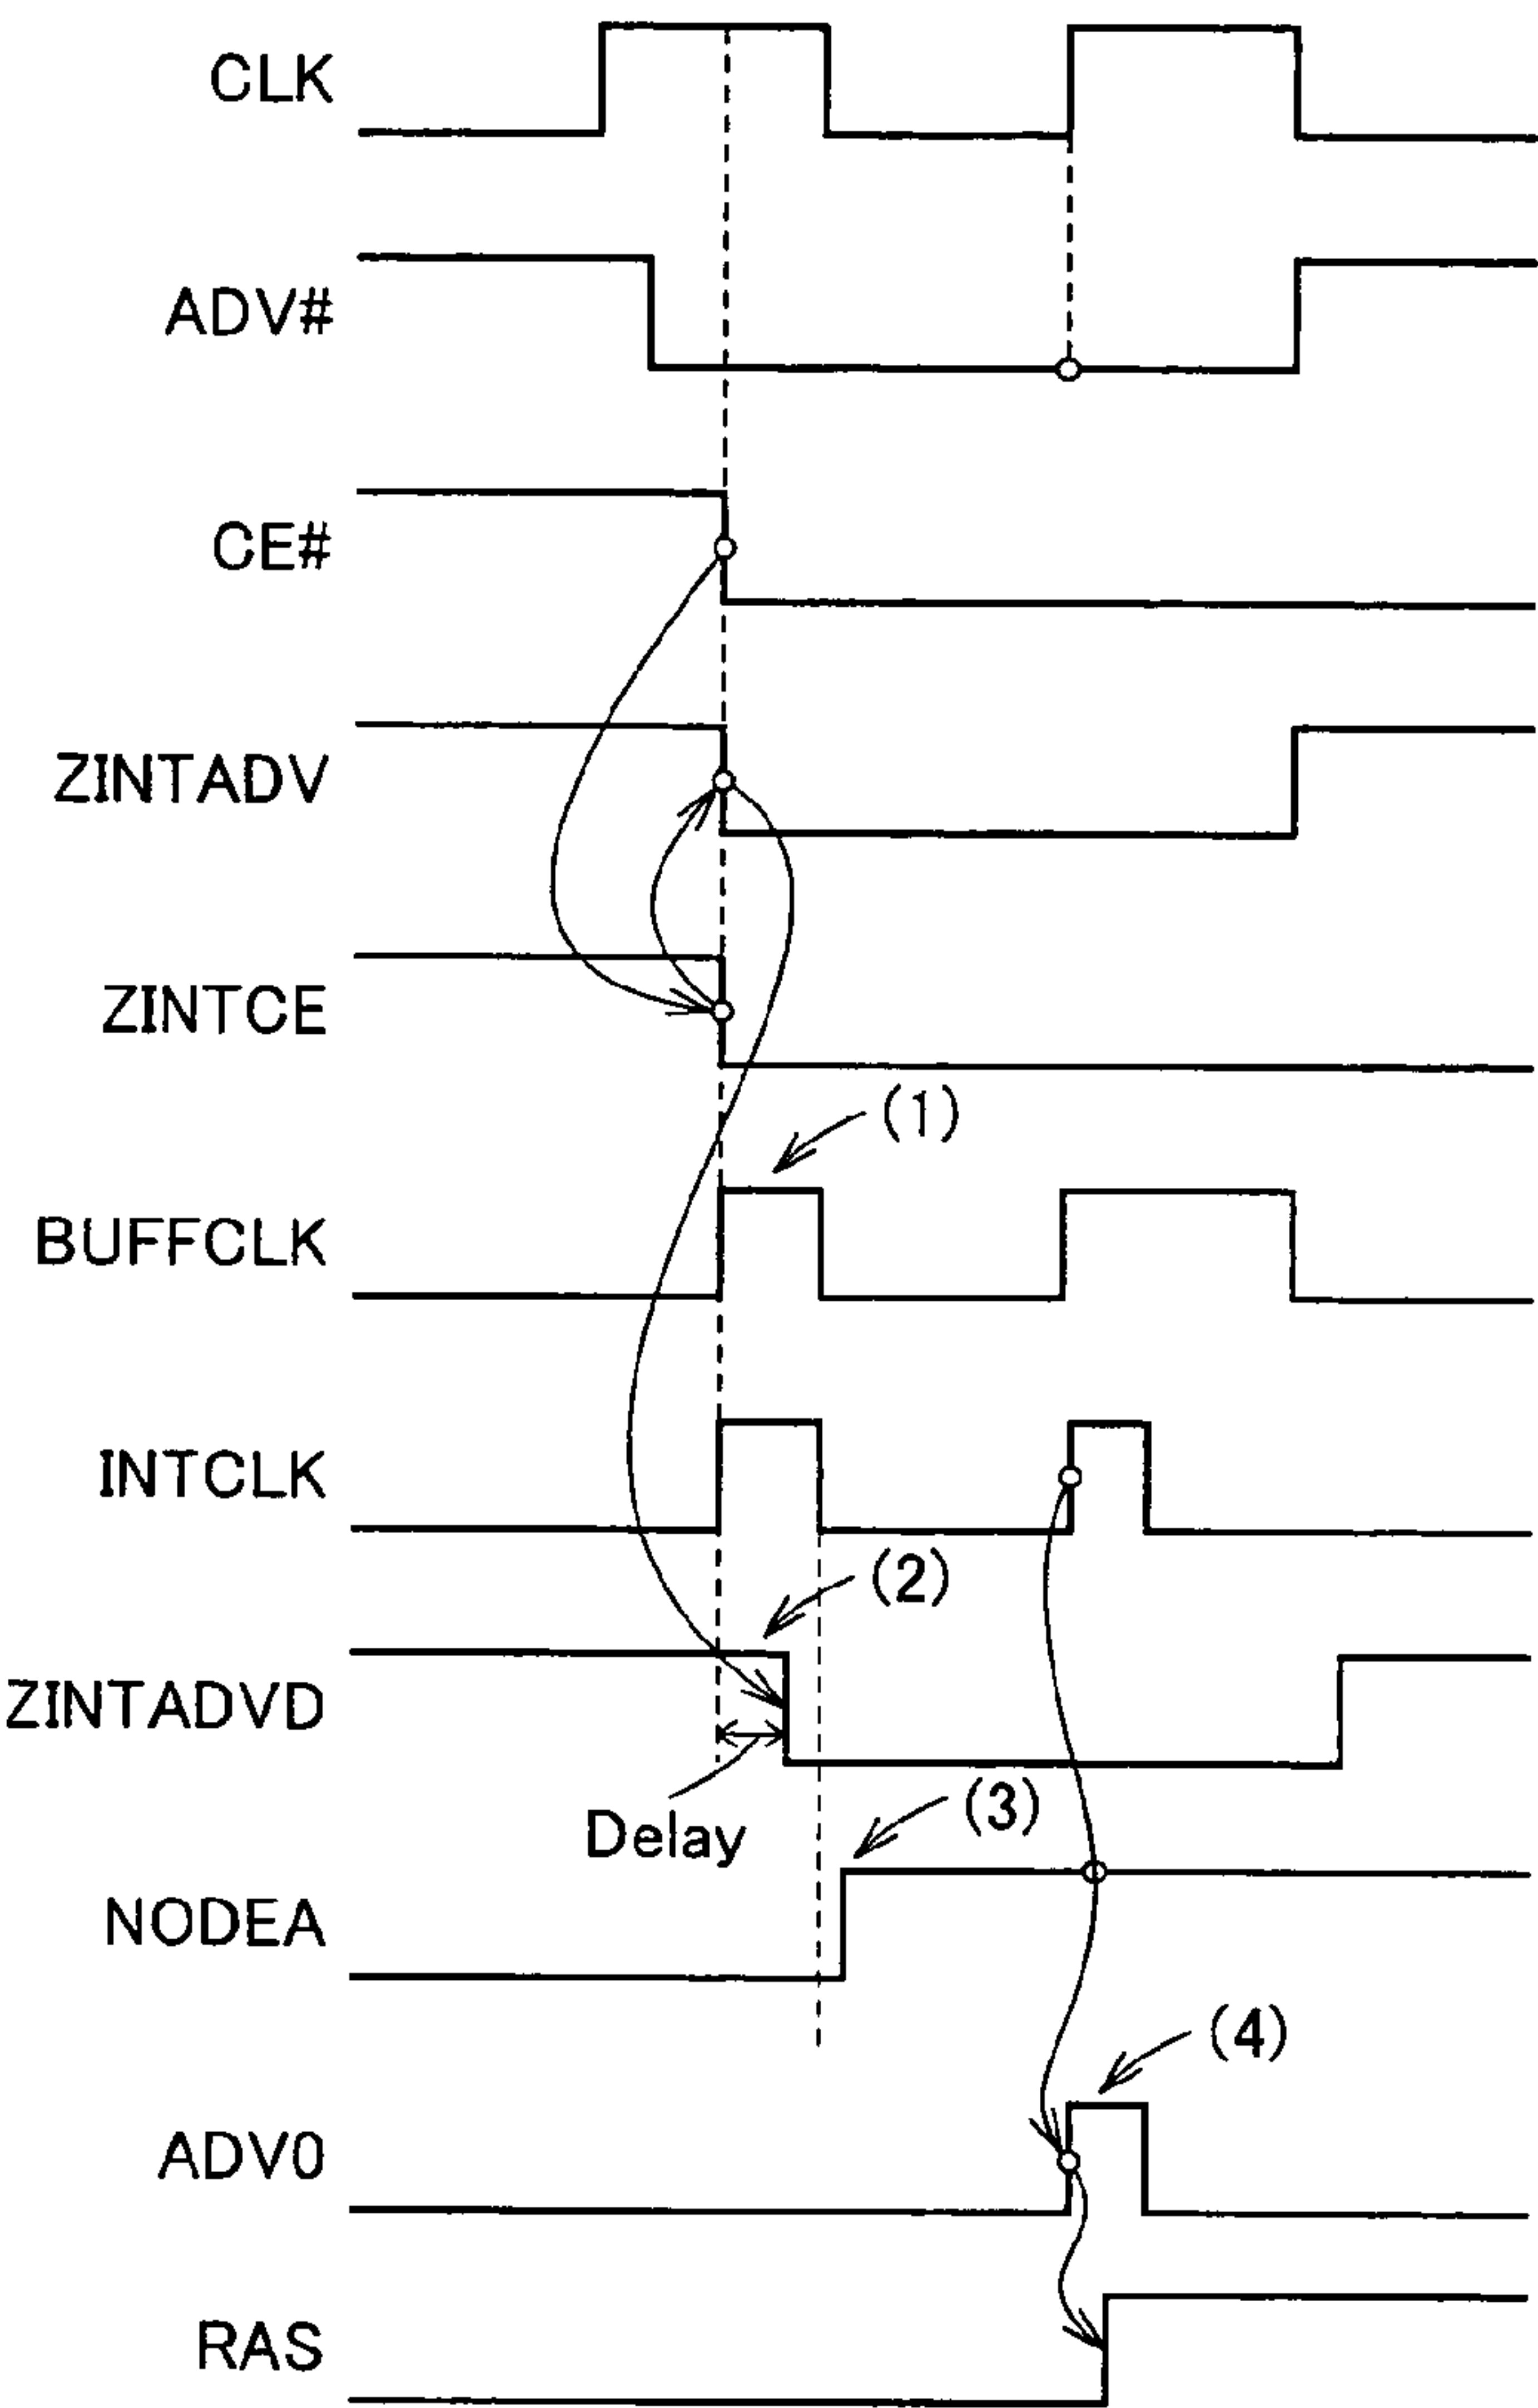 CLK
ADV#
CE#
ZINTADV
ZINTCE
(1)
BUFFCLK
INTCLK
(2)
ZINTADVD
Delay
(3)
NODEA
(4)
ADV0
RAS